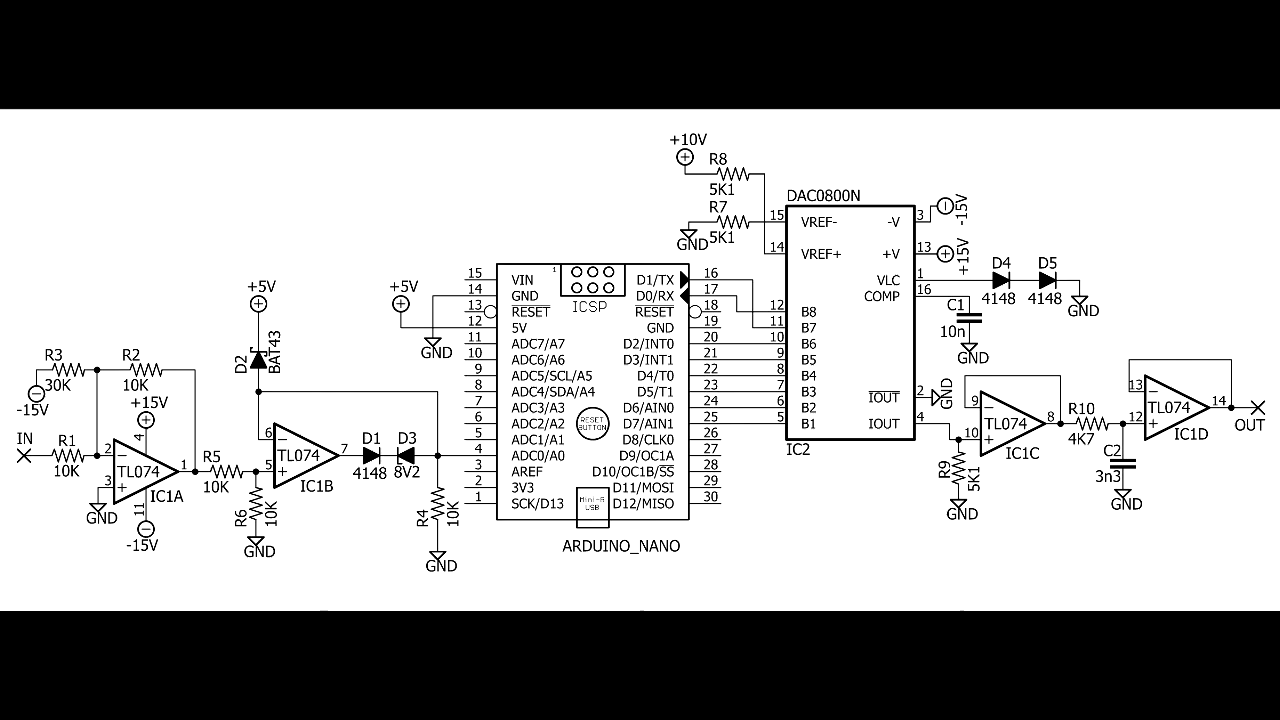 +10V
R8
5K1
R7
5K1
GND
DAC0800N
15 VREF-
14 VREF+
12 B8
11 B7
10 B6
9 B5
8 B4
7 B3
6 B2
5 B1
-V 3
+V 13
VLC 1
COMP 16
IOUT 2
IOUT 4
IC2
-15V
+15V
D4
4148
D5
4148
GND
C1
10n
GND
GND
+5V
+5V
GND
15 VIN
14 GND
13 RESET
12 5V
11 ADC7/A7
10 ADC6/A6
9 ADC5/SCL/A5
8 ADC4/SDA/A4
7 ADC3/A3
6 ADC2/A2
5 ADC1/A1
4 ADC0/A0
3 AREF
2 3V3
1 SCK/D13
1
ICSP
RESET
BUTTON
Mini-B
USB
D1/TX 16
D0/RX 17
RESET 18
GND 19
D2/INT0 20
D3/INT1 21
D4/T0 22
D5/T1 23
D6/AIN0 24
D7/AIN1 25
D8/CLK0 26
D9/OC1A 27
D10/OC1B/SS 28
D11/MOSI 29
D12/MISO 30
ARDUINO_NANO
R3
30K
-15V
R2
10K
+15V
IN
R1
10K
2
3
4
11
1
TL074
IC1A
GND
-15V
R5
10K
R6
10K
GND
D2
BAT43
6
5
7
TL074
IC1B
D1
4148
D3
8V2
R4
10K
GND
9
10
8
TL074
IC1C
R9
5K1
GND
R10
4K7
C2
3n3
GND
13
12
14
TL074
IC1D
OUT